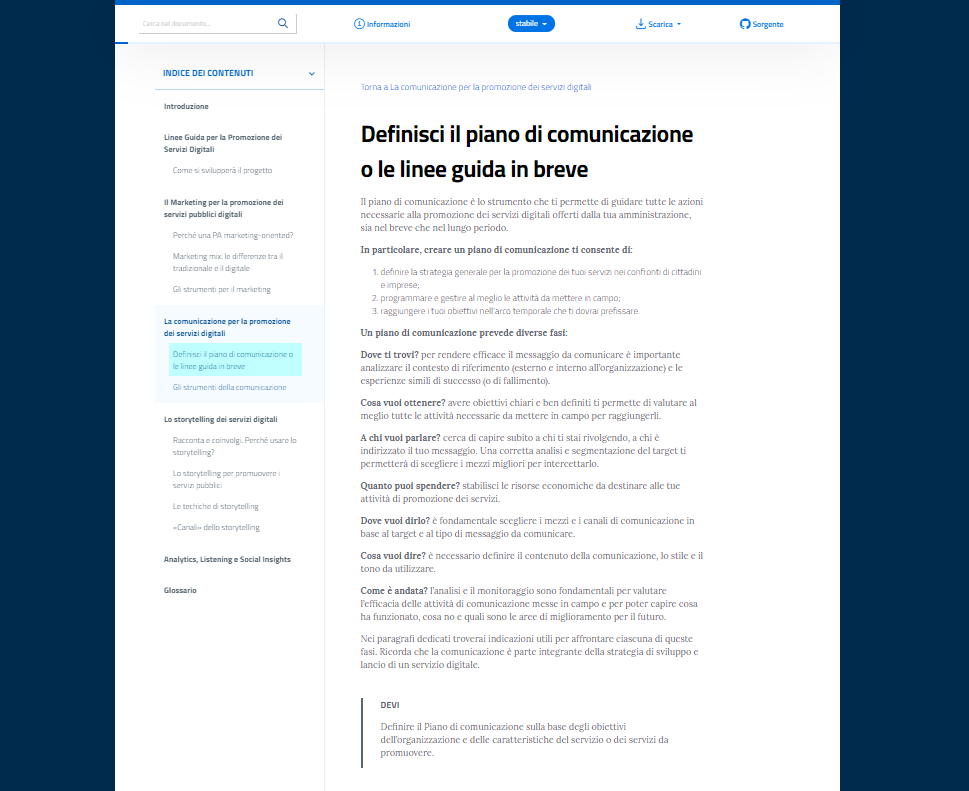 Cerca nel documento...
Informazioni
stabile
Scarica
Sorgente
INDICE DEI CONTENUTI
Introduzione
Linee Guida per la Promozione dei
Servizi Digitali
Come si svilupperà il progetto
Il Marketing per la promozione dei
servizi pubblici digitali
Perché una PA marketing-oriented?
Marketing mix: le differenze tra il
tradizionale e il digitale
Gli strumenti per il marketing
La comunicazione per la promozione
dei servizi digitali
Definisci il piano di comunicazione o
le linee guida in breve
Gli strumenti della comunicazione
Lo storytelling dei servizi digitali
Racconta e coinvolgi. Perché usare lo
storytelling?
Lo storytelling per promuovere i
servizi pubblici
Le techiche di storytelling
«Canali» dello storytelling
Analytics, Listening e Social Insights
Glossario
Torna a La comunicazione per la promozione dei servizi digitali
Definisci il piano di comunicazione
o le linee guida in breve
Il piano di comunicazione è lo strumento che ti permette di guidare tutte le azioni
necessarie alla promozione dei servizi digitali offerti dalla tua amministrazione,
sia nel breve che nel lungo periodo.
In particolare, creare un piano di comunicazione ti consente di:
1. definire la strategia generale per la promozione dei tuoi servizi nei confronti di cittadini
e imprese;
2. programmare e gestire al meglio le attività da mettere in campo;
3. raggiungere i tuoi obiettivi nell'arco temporale che ti dovrai prefissare.
Un piano di comunicazione prevede diverse fasi:
Dove ti trovi? per rendere efficace il messaggio da comunicare è importante
analizzare il contesto di riferimento (esterno e interno all'organizzazione) e le
esperienze simili di successo (o di fallimento).
Cosa vuoi ottenere? avere obiettivi chiari e ben definiti ti permette di valutare al
meglio tutte le attività necessarie da mettere in campo per raggiungerli.
A chi vuoi parlare? cerca di capire subito a chi ti stai rivolgendo, a chi è
indirizzato il tuo messaggio. Una corretta analisi e segmentazione del target ti
permetterà di scegliere i mezzi migliori per intercettarlo.
Quanto puoi spendere? stabilisci le risorse economiche da destinare alle tue
attività di promozione dei servizi.
Dove vuoi dirlo? è fondamentale scegliere i mezzi e i canali di comunicazione in
base al target e al tipo di messaggio da comunicare.
Cosa vuoi dire? è necessario definire il contenuto della comunicazione, lo stile e il
tono da utilizzare.
Come è andata? l'analisi e il monitoraggio sono fondamentali per valutare
l'efficacia delle attività di comunicazione messe in campo e per poter capire cosa
ha funzionato, cosa no e quali sono le aree di miglioramento per il futuro.
Nei paragrafi dedicati troverai indicazioni utili per affrontare ciascuna di queste
fasi. Ricorda che la comunicazione è parte integrante della strategia di sviluppo e
lancio di un servizio digitale.
DEVI
Definire il Piano di comunicazione sulla base degli obiettivi
dell'organizzazione e delle caratteristiche del servizio o dei servizi da
promuovere.